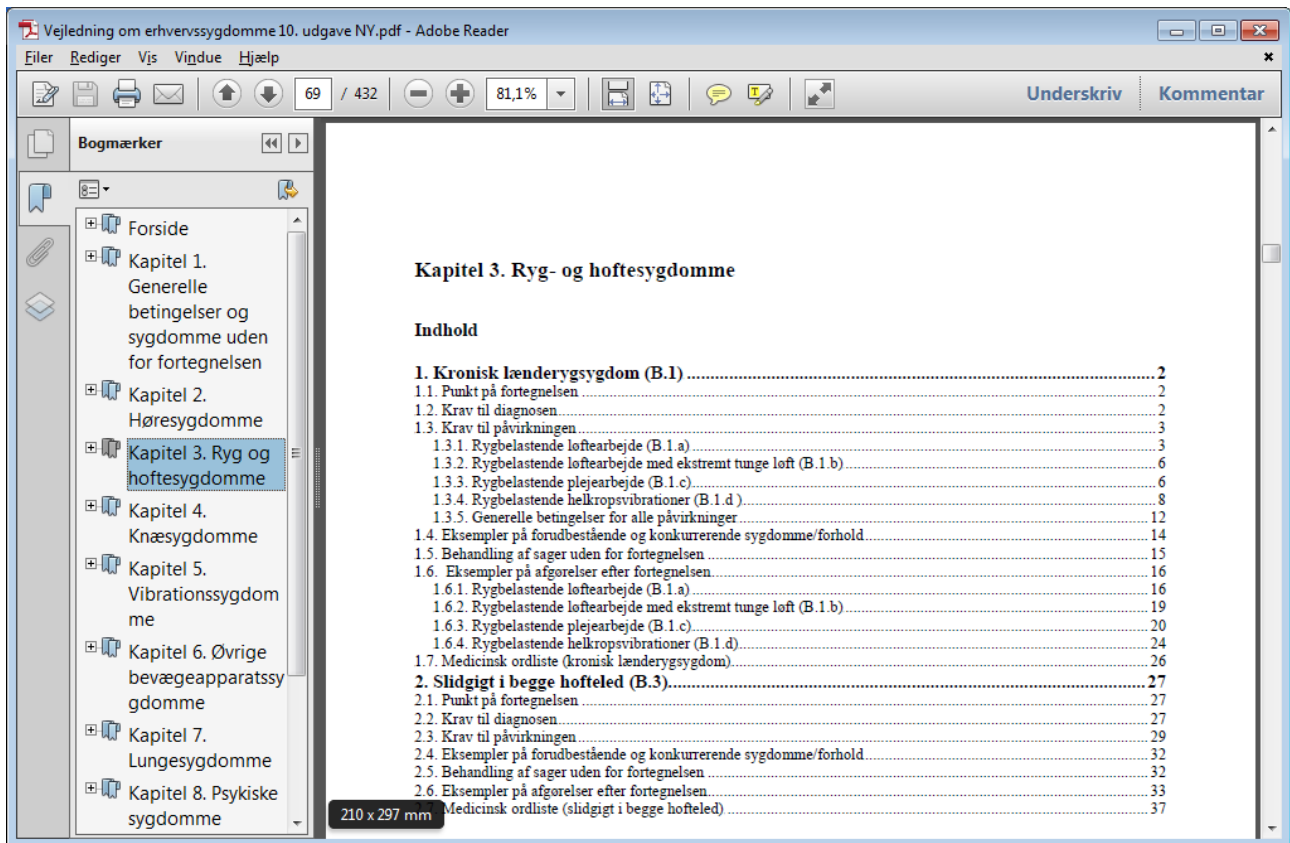 Vejledning om erhvervssygdomme 10. udgave NY.pdf - Adobe Reader
Filer Rediger Vis Vindue Hjælp
69 / 432 81,1% Underskriv Kommentar
Bogmærker
Forside
Kapitel 1.
Generelle
betingelser og
sygdomme uden
for fortegnelsen
Kapitel 2.
Høresygdomme
Kapitel 3. Ryg og
hoftesygdomme
Kapitel 4.
Knæsygdomme
Kapitel 5.
Vibrationssygdom
me
Kapitel 6. Øvrige
bevægeapparatssy
gdomme
Kapitel 7.
Lungesygdomme
Kapitel 8. Psykiske
sygdomme
Kapitel 3. Ryg- og hoftesygdomme
Indhold
1. Kronisk lænderygsygdom (B.1) 2
1.1. Punkt på fortegnelsen 2
1.2. Krav til diagnosen 2
1.3. Krav til påvirkningen 3
1.3.1. Rygbelastende løftearbejde (B.1.a) 3
1.3.2. Rygbelastende løftearbejde med ekstremt tunge løft (B.1.b) 6
1.3.3. Rygbelastende plejearbejde (B.1.c) 6
1.3.4. Rygbelastende helkropsvibrationer (B.1.d ) 8
1.3.5. Generelle betingelser for alle påvirkninger 12
1.4. Eksempler på forudbestående og konkurrerende sygdomme/forhold 14
1.5. Behandling af sager uden for fortegnelsen 15
1.6. Eksempler på afgørelser efter fortegnelsen 16
1.6.1. Rygbelastende løftearbejde (B.1.a) 16
1.6.2. Rygbelastende løftearbejde med ekstremt tunge løft (B.1.b) 19
1.6.3. Rygbelastende plejearbejde (B.1.c) 20
1.6.4. Rygbelastende helkropsvibrationer (B.1.d) 24
1.7. Medicinsk ordliste (kronisk lænderygsygdom) 26
2. Slidgigt i begge hofteled (B.3) 27
2.1. Punkt på fortegnelsen 27
2.2. Krav til diagnosen 27
2.3. Krav til påvirkningen 29
2.4. Eksempler på forudbestående og konkurrerende sygdomme/forhold 32
2.5. Behandling af sager uden for fortegnelsen 32
2.6. Eksempler på afgørelser efter fortegnelsen 33
Medicinsk ordliste (slidgigt i begge hofteled) 37
210 x 297 mm